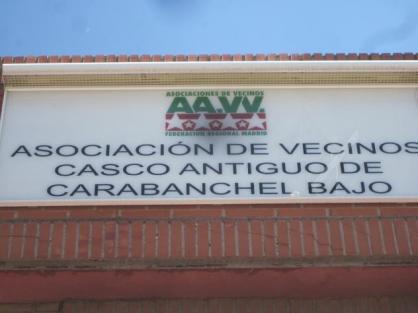 ASOCIACIONES DE VECINOS
AA.VV.
FEDERACION REGIONAL MADRID
ASOCIACIÓN DE VECINOS
CASCO ANTIGUO DE
CARABANCHEL BAJO